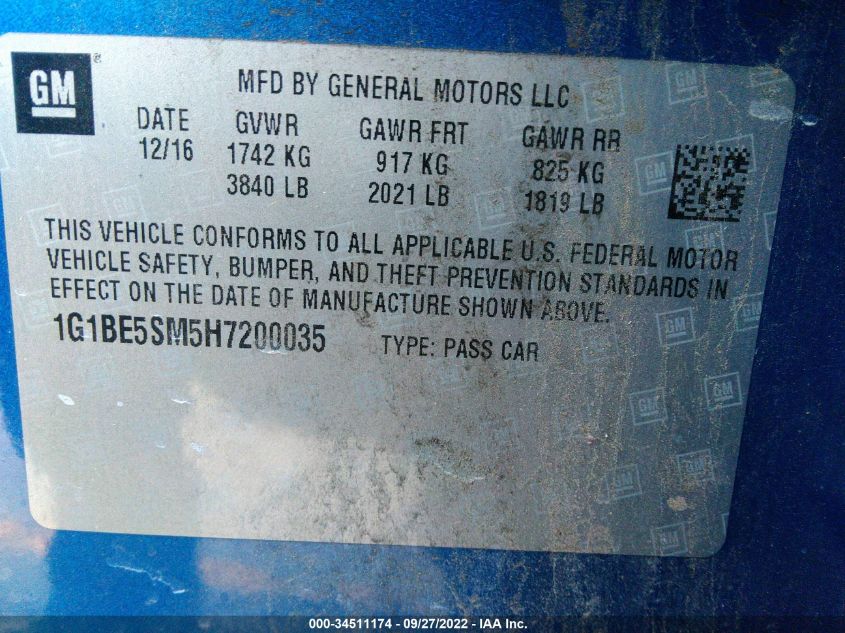 GM®
MFD BY GENERAL MOTORS LLC
DATE GVWR GAWR FRT GAWR RR
12/16 1742 KG 917 KG 825 KG
3840 LB 2021 LB 1819 LB
THIS VEHICLE CONFORMS TO ALL APPLICABLE U.S. FEDERAL MOTOR
VEHICLE SAFETY, BUMPER, AND THEFT PREVENTION STANDARDS IN
EFFECT ON THE DATE OF MANUFACTURE SHOWN ABOVE.
1G1BE5SM5H7200035 TYPE: PASS CAR
000-34511174 - 09/27/2022 - IAA Inc.